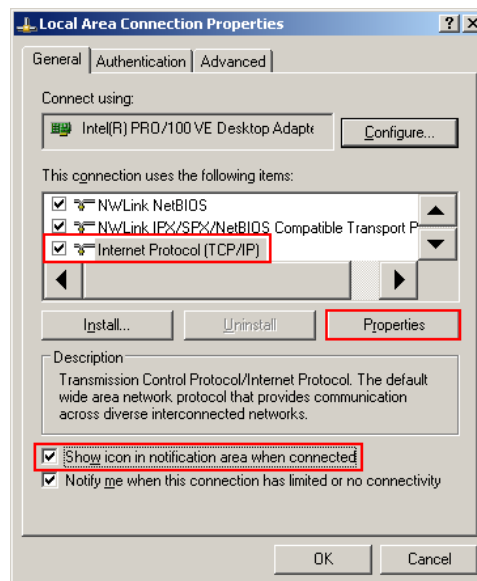 Local Area Connection Properties
General Authentication Advanced
Connect using:
Intel(R) PRO/100 VE Desktop Adapte
Configure...
This connection uses the following items:
NWLink NetBIOS
NWLink IPX/SPX/NetBIOS Compatible Transport P
Internet Protocol (TCP/IP)
Install... Uninstall Properties
Description
Transmission Control Protocol/Internet Protocol. The default
wide area network protocol that provides communication
across diverse interconnected networks.
Show icon in notification area when connected
Notify me when this connection has limited or no connectivity
OK Cancel